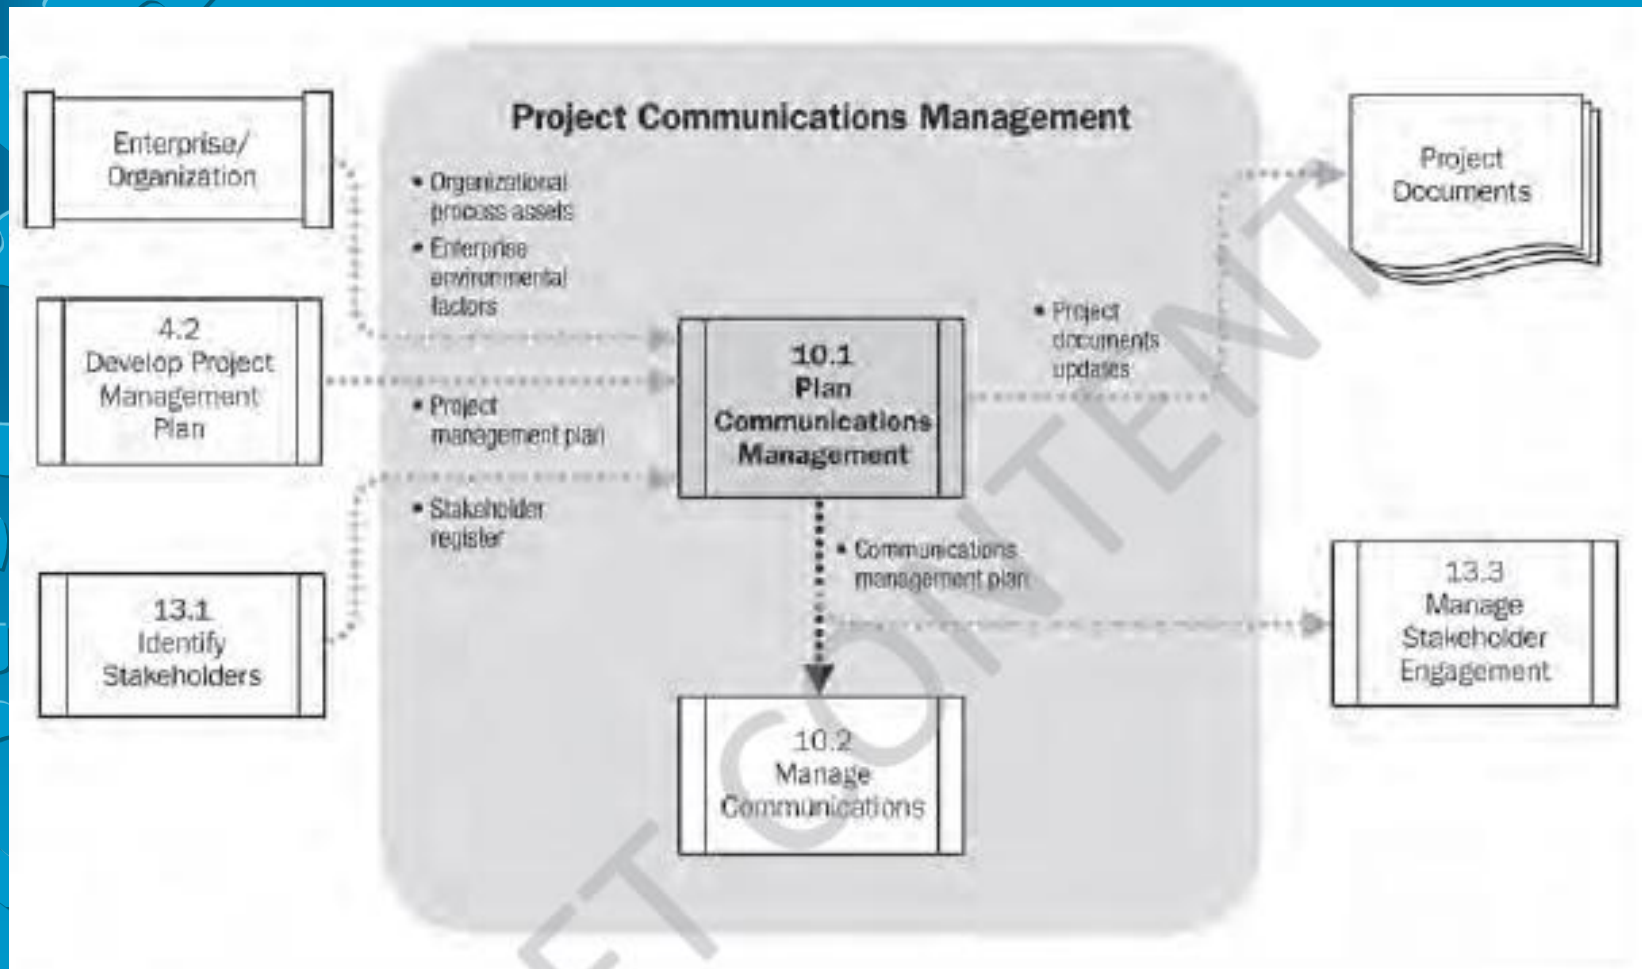 Project Communications Management
Enterprise/
Organization
• Organizational
process assets
• Enterprise
environmental
factors
Project
Documents
4.2
Develop Project
Management
Plan
• Project
management plan
10.1
Plan
Communications
Management
• Project
documents
updates
• Stakeholder
register
13.1
Identify
Stakeholders
• Communications
management plan
13.3
Manage
Stakeholder
Engagement
10.2
Manage
Communications
CONTENT